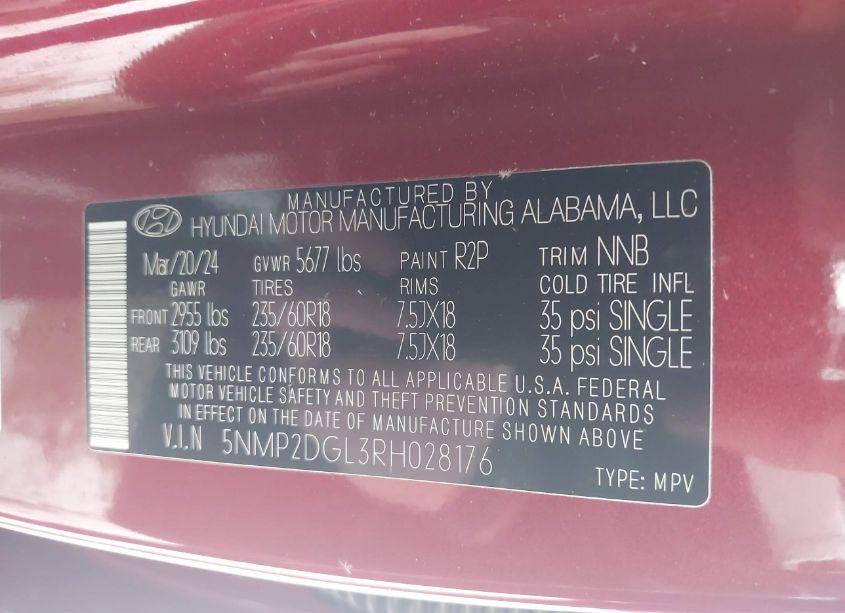 MANUFACTURED BY
HYUNDAI MOTOR MANUFACTURING ALABAMA, LLC
Mar/20/24 GVWR 5677 lbs PAINT R2P TRIM NNB
GAWR TIRES RIMS COLD TIRE INFL
FRONT 2955 lbs 235/60R18 7.5JX18 35 psi SINGLE
REAR 3109 lbs 235/60R18 7.5JX18 35 psi SINGLE
THIS VEHICLE CONFORMS TO ALL APPLICABLE U.S.A. FEDERAL
MOTOR VEHICLE SAFETY AND THEFT PREVENTION STANDARDS
IN EFFECT ON THE DATE OF MANUFACTURE SHOWN ABOVE
V.I.N 5NMP2DGL3RH028176
TYPE: MPV